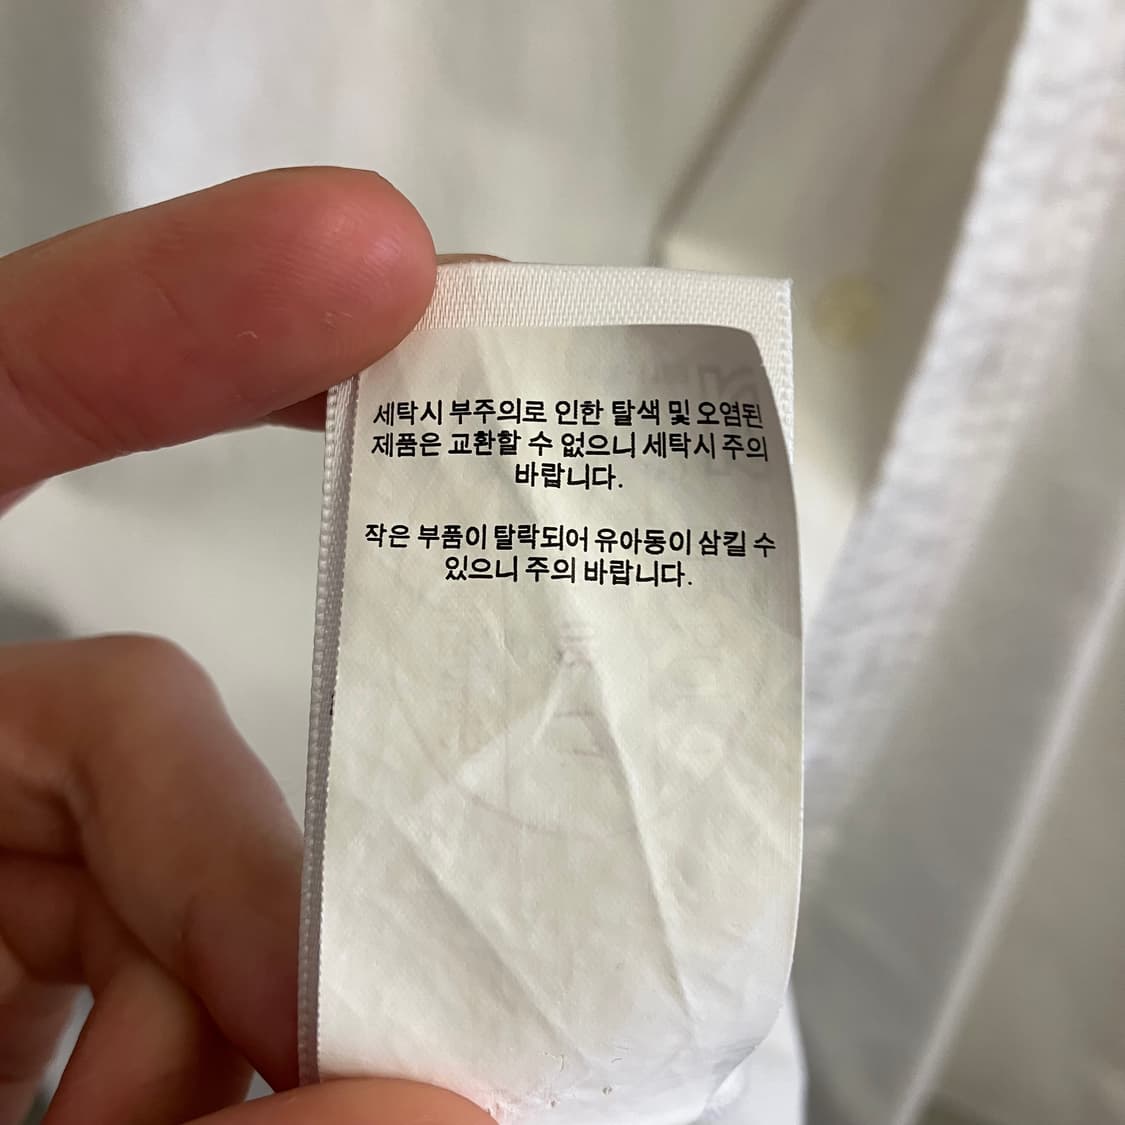 세탁시 부주의로 인한 탈색 및 오염된
제품은 교환할 수 없으니 세탁시 주의
바랍니다.
작은 부품이 탈락되어 유아동이 삼킬 수
있으니 주의 바랍니다.